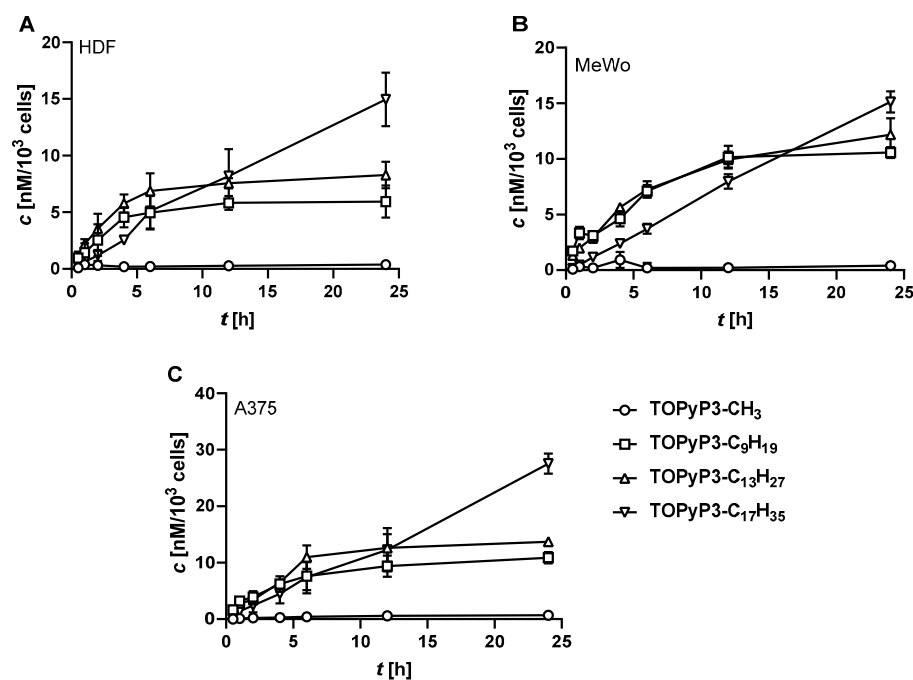 A
HDF
20
15
10
5
0
0 5 10 15 20 25
c [nM/10³ cells]
t [h]
B
MeWo
20
15
10
5
0
0 5 10 15 20 25
c [nM/10³ cells]
t [h]
C
A375
40
30
20
10
0
0 5 10 15 20 25
c [nM/10³ cells]
t [h]
TOPyP3-CH₃
TOPyP3-C₉H₁₉
TOPyP3-C₁₃H₂₇
TOPyP3-C₁₇H₃₅